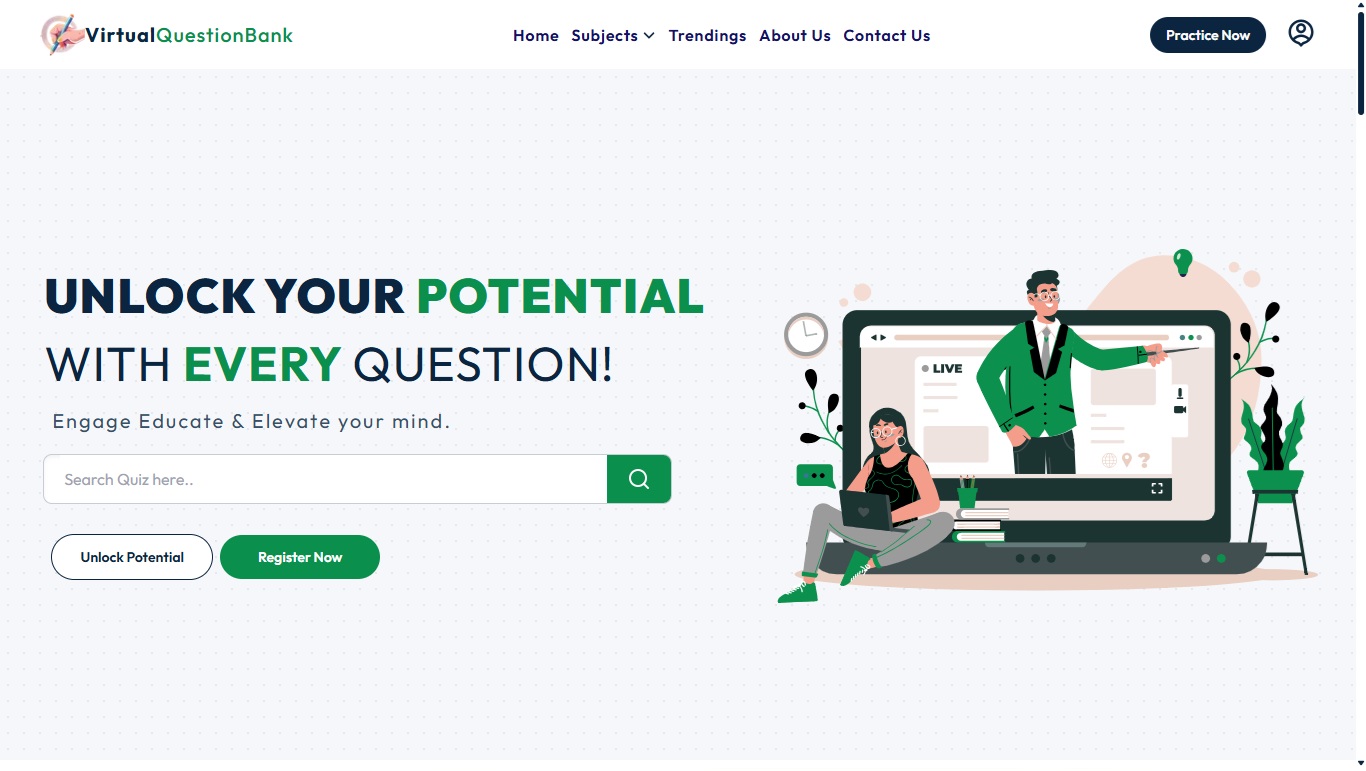 VirtualQuestionBank
Home Subjects Trendings About Us Contact Us
Practice Now
UNLOCK YOUR POTENTIAL
WITH EVERY QUESTION!
Engage Educate & Elevate your mind.
Search Quiz here..
Unlock Potential
Register Now
LIVE